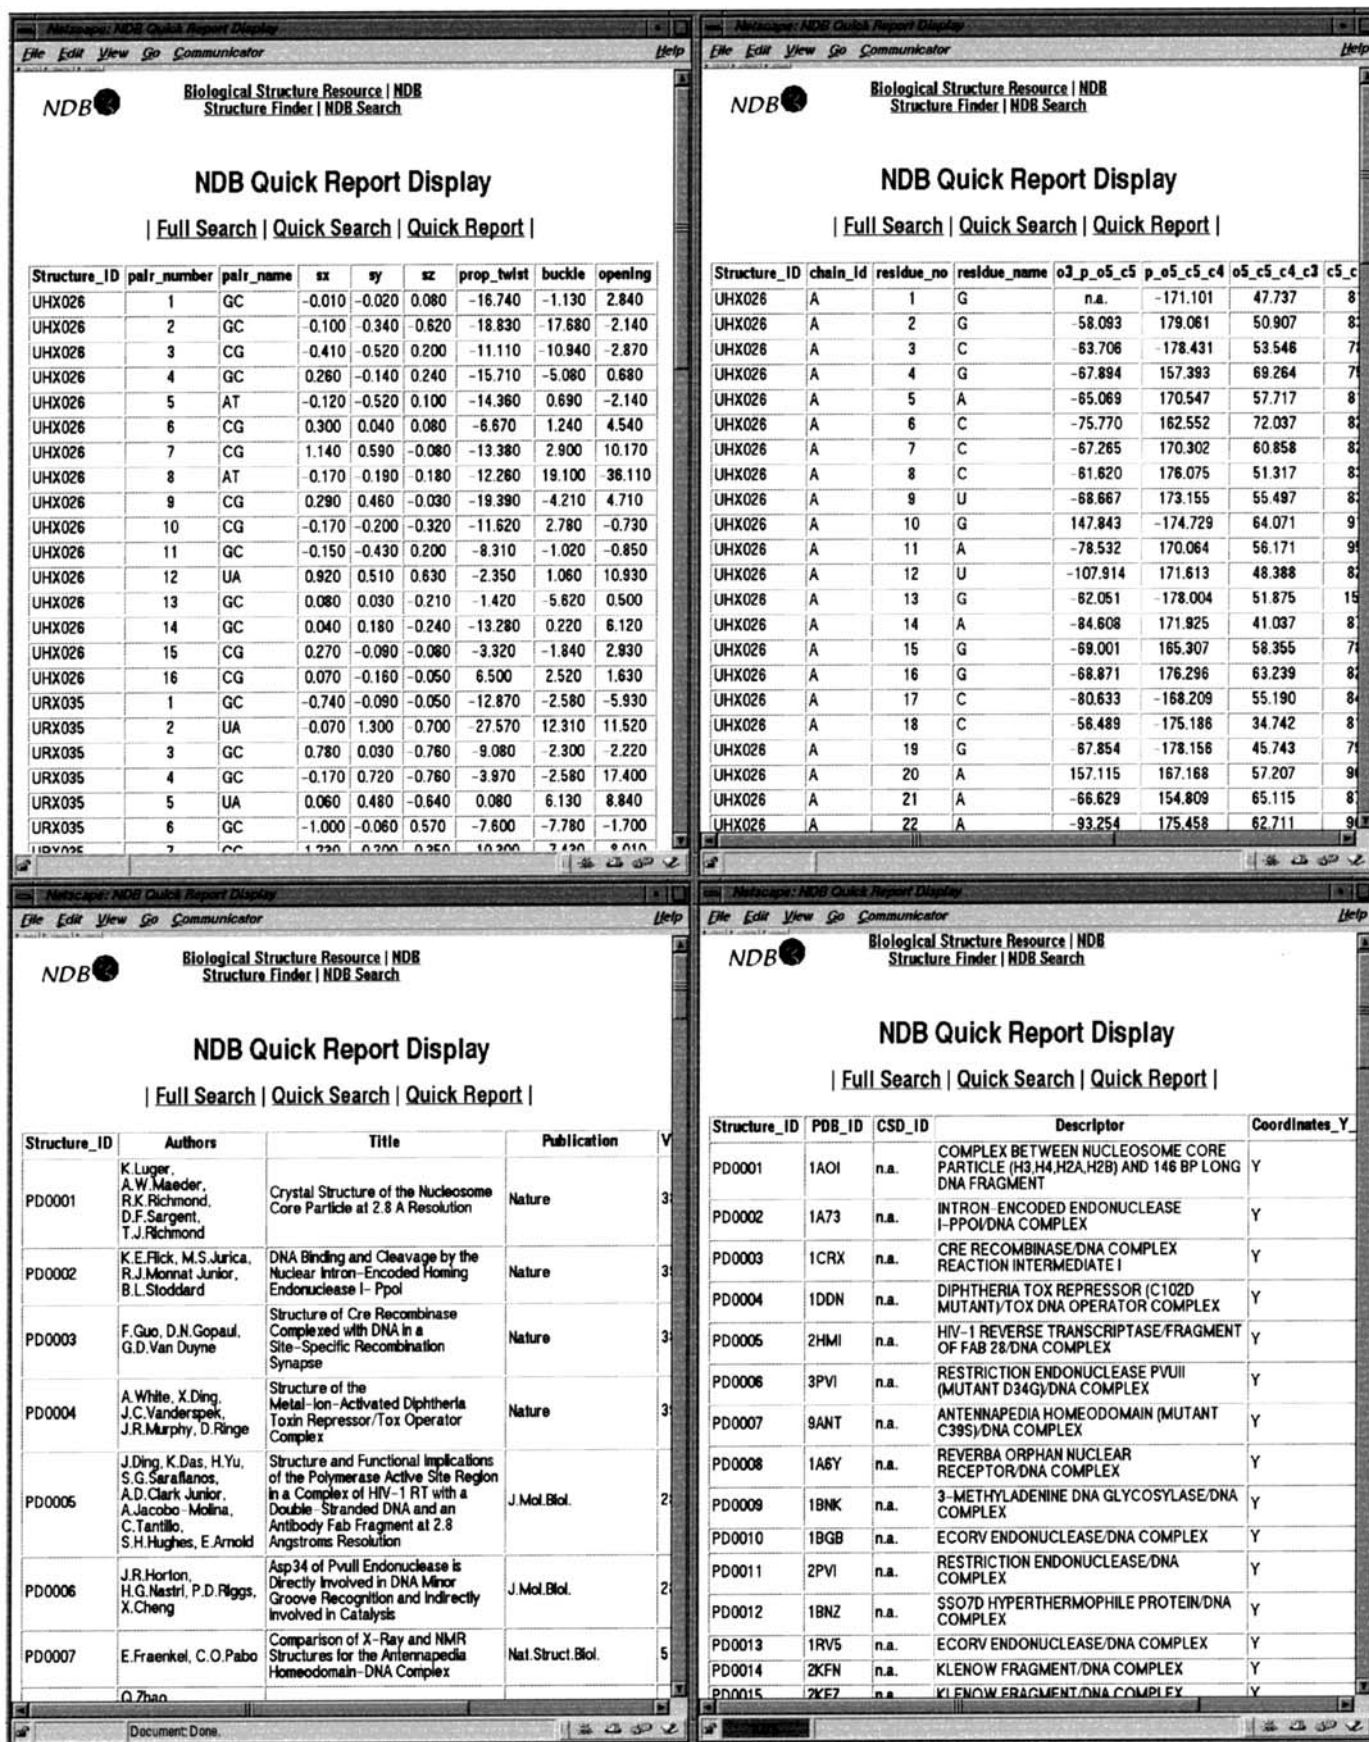 Netscape: NDB Quick Report Display
File Edit View Go Communicator Help
NDB
Biological Structure Resource | NDB
Structure Finder | NDB Search
NDB Quick Report Display
| Full Search | Quick Search | Quick Report |
Structure_ID pair_number pair_name sx sy sz prop_twist buckle opening
UHX026 1 GC -0.010 -0.020 0.080 -16.740 -1.130 2.840
UHX026 2 GC -0.100 -0.340 -0.620 -18.830 -17.680 -2.140
UHX026 3 CG -0.410 -0.520 0.200 -11.110 -10.940 -2.870
UHX026 4 GC 0.260 -0.140 0.240 -15.710 -5.080 0.680
UHX026 5 AT -0.120 -0.520 0.100 -14.360 0.690 -2.140
UHX026 6 CG 0.300 0.040 0.080 -6.670 1.240 4.540
UHX026 7 CG 1.140 0.590 -0.080 -13.380 2.900 10.170
UHX026 8 AT -0.170 -0.190 -0.180 -12.260 19.100 -36.110
UHX026 9 CG 0.290 0.460 -0.030 -19.390 -4.210 4.710
UHX026 10 CG -0.170 -0.200 -0.320 -11.620 2.780 -0.730
UHX026 11 GC -0.150 -0.430 0.200 -8.310 -1.020 -0.850
UHX026 12 UA 0.920 0.510 0.630 -2.350 1.060 10.930
UHX026 13 GC 0.080 0.030 -0.210 -1.420 -5.620 0.500
UHX026 14 GC 0.040 0.180 -0.240 -13.280 0.220 6.120
UHX026 15 CG 0.270 -0.090 -0.080 -3.320 -1.840 2.930
UHX026 16 CG 0.070 -0.160 -0.050 6.500 2.520 1.630
URX035 1 GC -0.740 -0.090 -0.050 -12.870 -2.580 -5.930
URX035 2 UA -0.070 1.300 -0.700 -27.570 12.310 11.520
URX035 3 GC 0.780 0.030 -0.760 -9.080 -2.300 -2.220
URX035 4 GC -0.170 0.720 -0.760 -3.970 -2.580 17.400
URX035 5 UA 0.060 0.480 -0.640 0.080 6.130 8.840
URX035 6 GC -1.000 -0.060 0.570 -7.600 -7.780 -1.700
Netscape: NDB Quick Report Display
File Edit View Go Communicator Help
NDB
Biological Structure Resource | NDB
Structure Finder | NDB Search
NDB Quick Report Display
| Full Search | Quick Search | Quick Report |
Structure_ID chain_id residue_no residue_name o3_p_o5_c5 p_o5_c5_c4 o5_c5_c4_c3 c5_c
UHX026 A 1 G n.a. -171.101 47.737
UHX026 A 2 G -58.093 179.061 50.907
UHX026 A 3 C -63.706 -178.431 53.546
UHX026 A 4 G -67.894 157.393 69.264
UHX026 A 5 A -65.069 170.547 57.717
UHX026 A 6 C -75.770 162.552 72.037
UHX026 A 7 C -67.265 170.302 60.858
UHX026 A 8 C -61.620 176.075 51.317
UHX026 A 9 U -68.667 173.155 55.497
UHX026 A 10 G 147.843 -174.729 64.071
UHX026 A 11 A -78.532 170.064 56.171
UHX026 A 12 U -107.914 171.613 48.388
UHX026 A 13 G -62.051 -178.004 51.875 15
UHX026 A 14 A -84.608 171.925 41.037
UHX026 A 15 G -69.001 165.307 58.355
UHX026 A 16 G -68.871 176.296 63.239
UHX026 A 17 C -80.633 -168.209 55.190
UHX026 A 18 C -56.489 -175.186 34.742
UHX026 A 19 G -67.854 -178.156 45.743
UHX026 A 20 A 157.115 167.168 57.207
UHX026 A 21 A -66.629 154.809 65.115
UHX026 A 22 A -93.254 175.458 62.711
Netscape: NDB Quick Report Display
File Edit View Go Communicator Help
NDB
Biological Structure Resource | NDB
Structure Finder | NDB Search
NDB Quick Report Display
| Full Search | Quick Search | Quick Report |
Structure_ID Authors Title Publication V
PD0001
K.Luger,
A.W.Maeder,
R.K.Richmond,
D.F.Sargent,
T.J.Richmond
Crystal Structure of the Nucleosome
Core Particle at 2.8 A Resolution
Nature
PD0002
K.E.Flick, M.S.Jurica,
R.J.Monnat Junior,
B.L.Stoddard
DNA Binding and Cleavage by the
Nuclear Intron-Encoded Homing
Endonuclease I- PpoI
Nature
PD0003
F.Guo, D.N.Gopaul,
G.D.Van Duyne
Structure of Cre Recombinase
Complexed with DNA in a
Site-Specific Recombination
Synapse
Nature
PD0004
A.White, X.Ding,
J.C.Vanderspek,
J.R.Murphy, D.Ringe
Structure of the
Metal-Ion-Activated Diphtheria
Toxin Repressor/Tox Operator
Complex
Nature
PD0005
J.Ding, K.Das, H.Yu,
S.G.Sarafianos,
A.D.Clark Junior,
A.Jacobo-Molina,
C.Tantillo,
S.H.Hughes, E.Arnold
Structure and Functional Implications
of the Polymerase Active Site Region
in a Complex of HIV-1 RT with a
Double-Stranded DNA and an
Antibody Fab Fragment at 2.8
Angstroms Resolution
J.Mol.Biol.
PD0006
J.R.Horton,
H.G.Nastri, P.D.Riggs,
X.Cheng
Asp34 of PvuII Endonuclease is
Directly Involved in DNA Minor
Groove Recognition and Indirectly
Involved in Catalysis
J.Mol.Biol.
PD0007
E.Fraenkel, C.O.Pabo
Comparison of X-Ray and NMR
Structures for the Antennapedia
Homeodomain-DNA Complex
Nat.Struct.Biol.
5
Q.Zhao
Document: Done.
Netscape: NDB Quick Report Display
File Edit View Go Communicator Help
NDB
Biological Structure Resource | NDB
Structure Finder | NDB Search
NDB Quick Report Display
| Full Search | Quick Search | Quick Report |
Structure_ID PDB_ID CSD_ID Descriptor Coordinates_Y_
PD0001 1AOI n.a. COMPLEX BETWEEN NUCLEOSOME CORE
PARTICLE (H3,H4,H2A,H2B) AND 146 BP LONG
DNA FRAGMENT Y
PD0002 1A73 n.a. INTRON-ENCODED ENDONUCLEASE
I-PPOI/DNA COMPLEX Y
PD0003 1CRX n.a. CRE RECOMBINASE/DNA COMPLEX
REACTION INTERMEDIATE I Y
PD0004 1DDN n.a. DIPHTHERIA TOX REPRESSOR (C102D
MUTANT)/TOX DNA OPERATOR COMPLEX Y
PD0005 2HMI n.a. HIV-1 REVERSE TRANSCRIPTASE/FRAGMENT
OF FAB 28/DNA COMPLEX Y
PD0006 3PVI n.a. RESTRICTION ENDONUCLEASE PVUII
(MUTANT D34G)/DNA COMPLEX Y
PD0007 9ANT n.a. ANTENNAPEDIA HOMEODOMAIN (MUTANT
C39S)/DNA COMPLEX Y
PD0008 1A6Y n.a. REVERBA ORPHAN NUCLEAR
RECEPTOR/DNA COMPLEX Y
PD0009 1BNK n.a. 3-METHYLADENINE DNA GLYCOSYLASE/DNA
COMPLEX Y
PD0010 1BGB n.a. ECORV ENDONUCLEASE/DNA COMPLEX Y
PD0011 2PVI n.a. RESTRICTION ENDONUCLEASE/DNA
COMPLEX Y
PD0012 1BNZ n.a. SSO7D HYPERTHERMOPHILE PROTEIN/DNA
COMPLEX Y
PD0013 1RV5 n.a. ECORV ENDONUCLEASE/DNA COMPLEX Y
PD0014 2KFN n.a. KLENOW FRAGMENT/DNA COMPLEX Y
PD0015 2KFZ n.a. KLENOW FRAGMENT/DNA COMPLEX Y